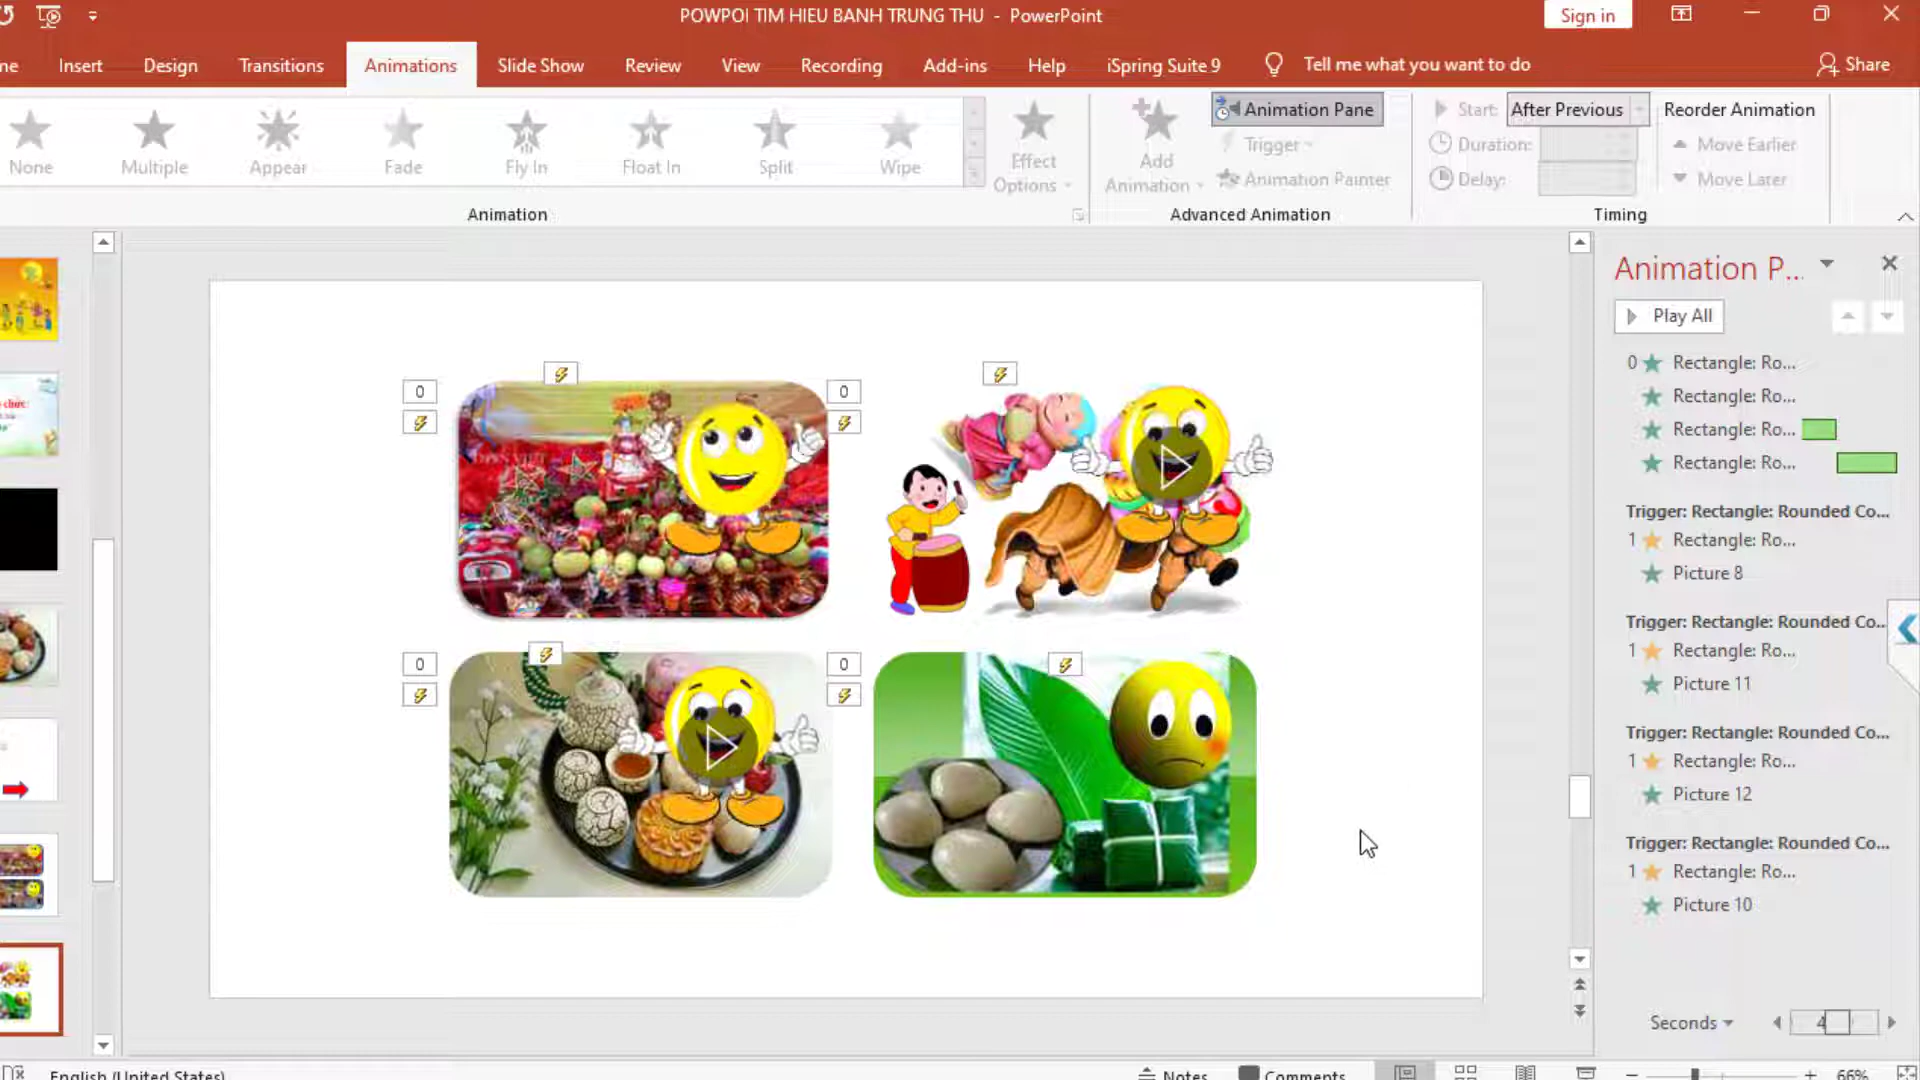 POWPOI TIM HIEU BANH TRUNG THU - PowerPoint
Sign in
Insert Design Transitions Animations Slide Show Review View Recording Add-ins Help iSpring Suite 9 Tell me what you want to do Share
None Multiple Appear Fade Fly In Float In Split Wipe
Effect Options
Add Animation
Animation Pane
Trigger
Animation Painter
Start: After Previous
Duration:
Delay:
Reorder Animation
Move Earlier
Move Later
Animation Advanced Animation Timing
Animation P...
Play All
0 Rectangle: Ro...
Rectangle: Ro...
Rectangle: Ro...
Rectangle: Ro...
Trigger: Rectangle: Rounded Co...
1 Rectangle: Ro...
Picture 8
Trigger: Rectangle: Rounded Co...
1 Rectangle: Ro...
Picture 11
Trigger: Rectangle: Rounded Co...
1 Rectangle: Ro...
Picture 12
Trigger: Rectangle: Rounded Co...
1 Rectangle: Ro...
Picture 10
0 0
0 0
Seconds 4
English (United States) Notes Comments 66%